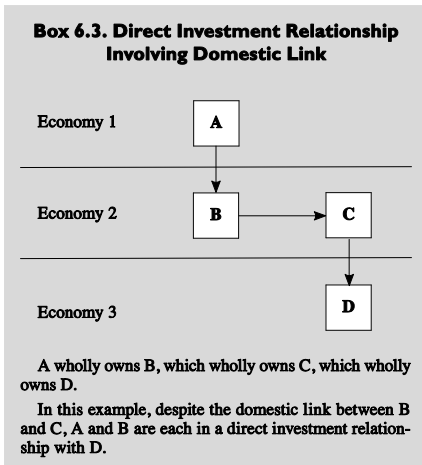 Box 6.3. Direct Investment Relationship
Involving Domestic Link
Economy 1
A
Economy 2
B
C
Economy 3
D
A wholly owns B, which wholly owns C, which wholly
owns D.
In this example, despite the domestic link between B
and C, A and B are each in a direct investment relation-
ship with D.